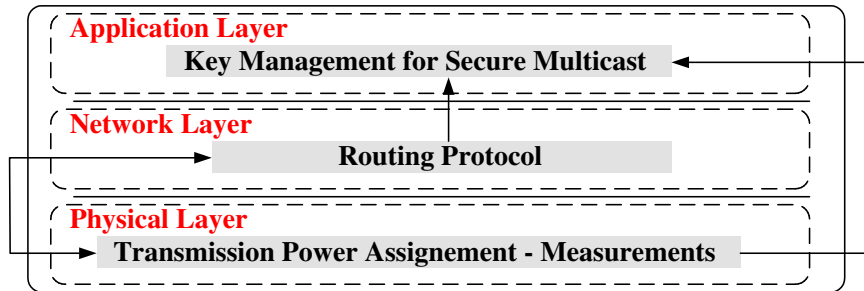 Application Layer
Key Management for Secure Multicast
Network Layer
Routing Protocol
Physical Layer
Transmission Power Assignement - Measurements